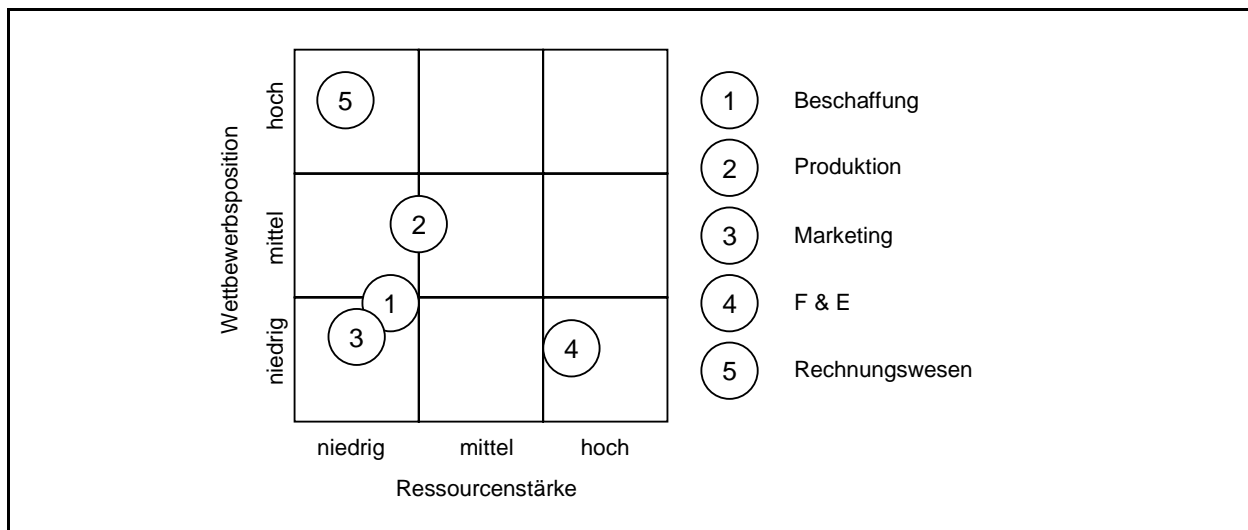 Wettbewerbsposition
hoch
mittel
niedrig
5
2
1
3
4
niedrig mittel hoch
Ressourcenstärke
1 Beschaffung
2 Produktion
3 Marketing
4 F & E
5 Rechnungswesen